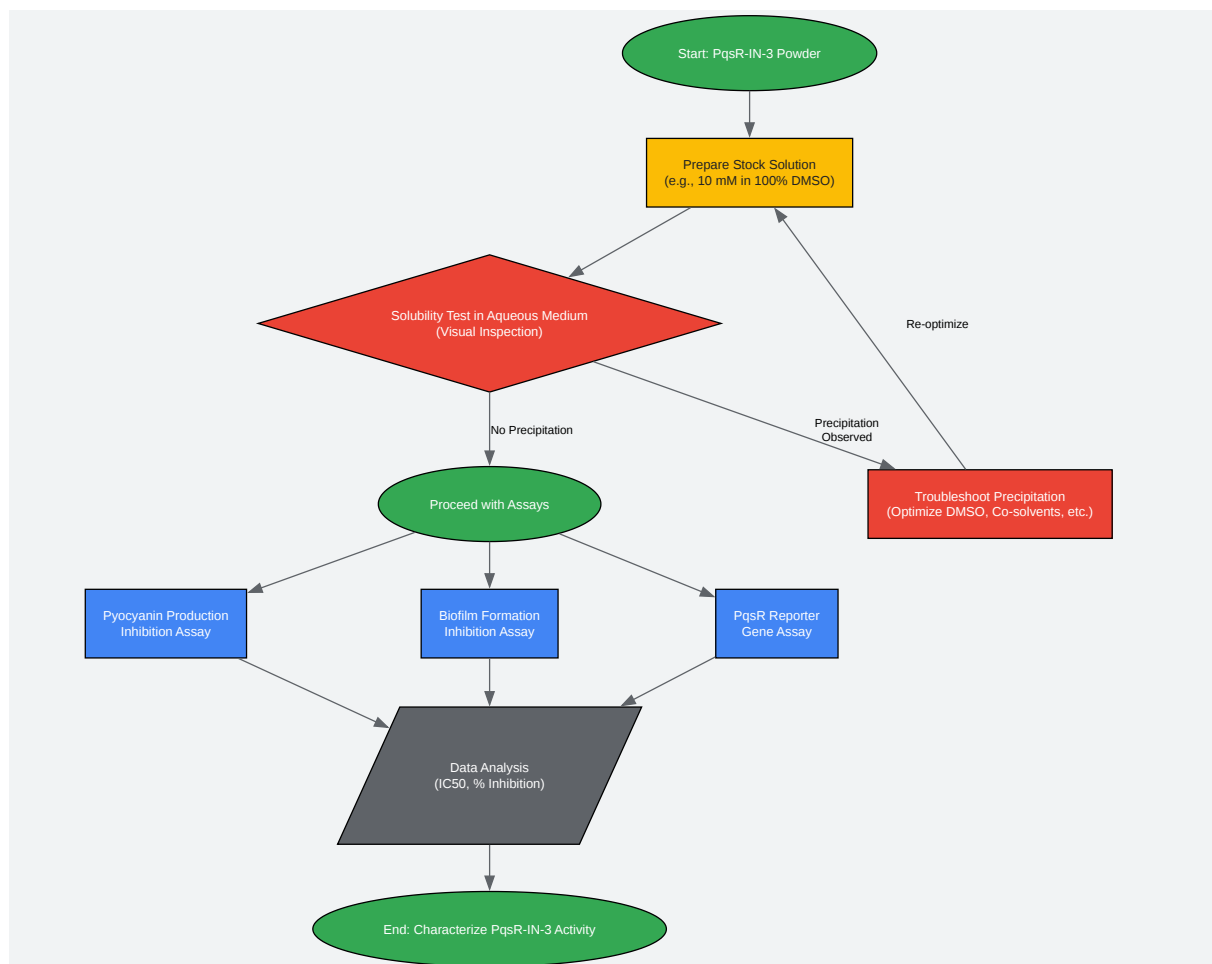 Start: PqsR-IN-3 Powder
Prepare Stock Solution
(e.g., 10 mM in 100% DMSO)
Solubility Test in Aqueous Medium
(Visual Inspection)
Re-optimize
No Precipitation
Precipitation
Observed
Proceed with Assays
Troubleshoot Precipitation
(Optimize DMSO, Co-solvents, etc.)
Pyocyanin Production
Inhibition Assay
Biofilm Formation
Inhibition Assay
PqsR Reporter
Gene Assay
Data Analysis
(IC50, % Inhibition)
End: Characterize PqsR-IN-3 Activity